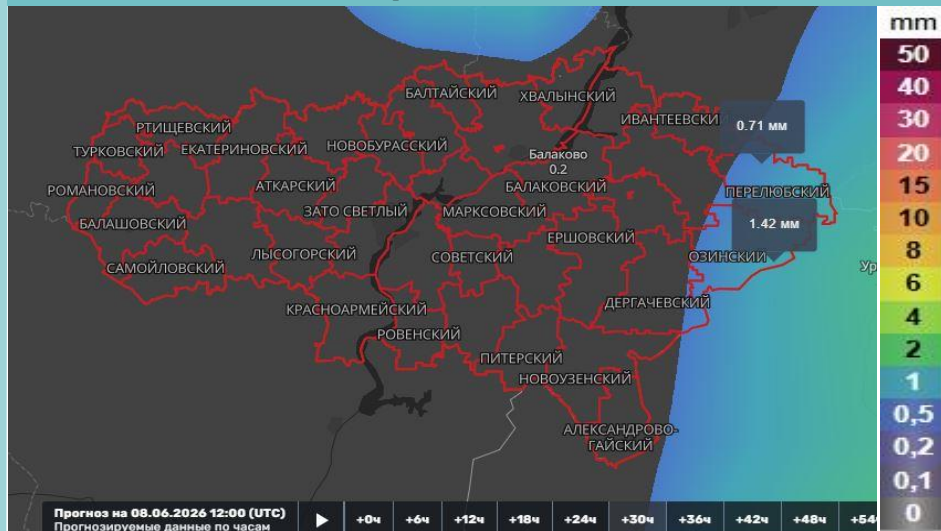 mm
50
40
30
20
15
10
8
6
4
2
1
0,5
0,2
0,1
0
БАЛТАЙСКИЙ
ХВАЛЫНСКИЙ
ИВАНТЕЕВСКИ
0.71 мм
РТИЩЕВСКИЙ
ТУРКОВСКИЙ
ЕКАТЕРИНОВСКИЙ
НОВОБУРАССКИЙ
Балаково
0.2
РОМАНОВСКИЙ
АТКАРСКИЙ
БАЛАКОВСКИЙ
ПЕРЕЛЮБСКИЙ
БАЛАШОВСКИЙ
ЗАТО СВЕТЛЫЙ
МАРКСОВСКИЙ
1.42 мм
ЕРШОВСКИЙ
САМОЙЛОВСКИЙ
ЛЫСОГОРСКИЙ
СОВЕТСКИЙ
ОЗИНСКИЙ
Ур
КРАСНОАРМЕЙСКИЙ
ДЕРГАЧЕВСКИЙ
РОВЕНСКИЙ
ПИТЕРСКИЙ
НОВОУЗЕНСКИЙ
АЛЕКСАНДРОВО-
ГАЙСКИЙ
Прогноз на 08.06.2026 12:00 (UTC)
Прогнозируемые данные по часам
+0ч +6ч +12ч +18ч +24ч +30ч +36ч +42ч +48ч +54ч